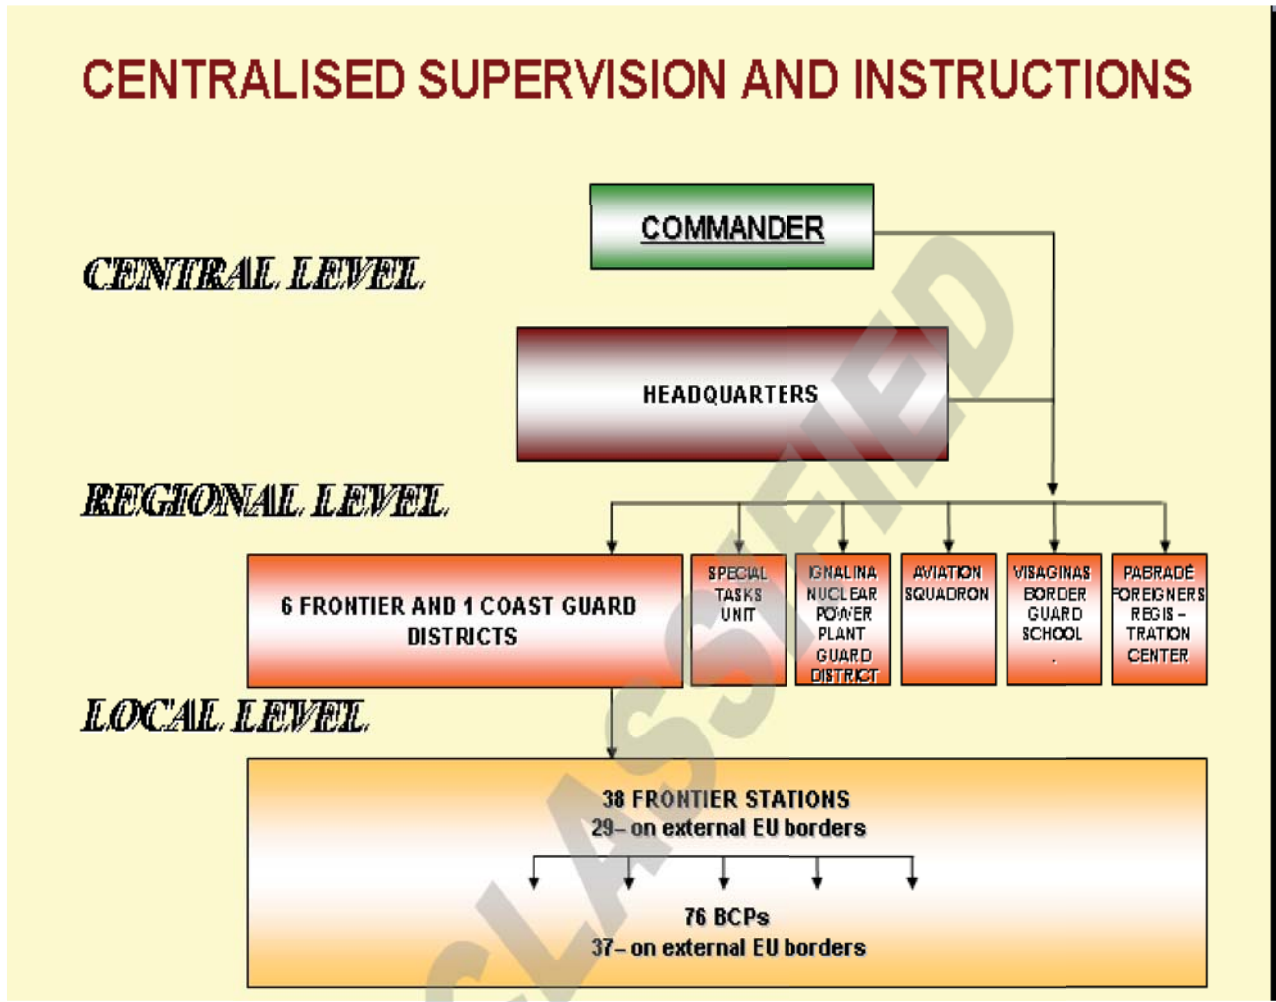 CENTRALISED SUPERVISION AND INSTRUCTIONS
COMMANDER
CENTRAL LEVEL
HEADQUARTERS
REGIONAL LEVEL
6 FRONTIER AND 1 COAST GUARD
DISTRICTS
SPECIAL
TASKS
UNIT
IGNALINA
NUCLEAR
POWER
PLANT
GUARD
DISTRICT
AVIATION
SQUADRON
VISAGINAS
BORDER
GUARD
SCHOOL
.
PABRADĖ
FOREIGNERS
REGIS –
TRATION
CENTER
LOCAL LEVEL
38 FRONTIER STATIONS
29– on external EU borders
76 BCPs
37– on external EU borders
CLASSIFIED